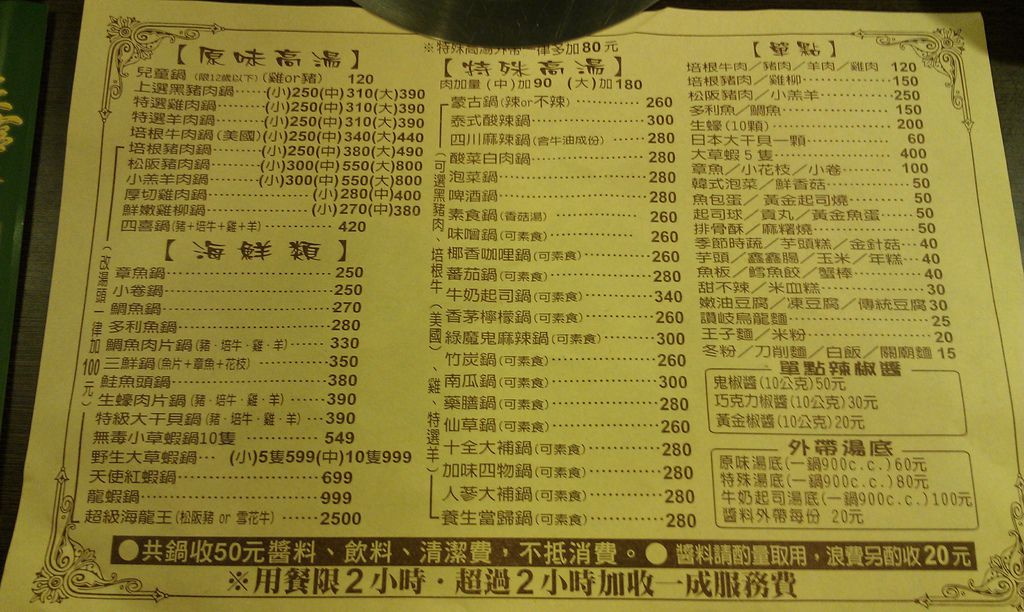 【原味高湯】
兒童鍋(限12歲以下)(雞or豬) 120
上選黑豬肉鍋……(小)250(中)310(大)390
特選雞肉鍋……(小)250(中)310(大)390
特選羊肉鍋……(小)250(中)310(大)390
培根牛肉鍋(美國)…(小)250(中)340(大)440
培根豬肉鍋……(小)250(中)380(大)490
松阪豬肉鍋……(小)300(中)550(大)800
小羔羊肉鍋……(小)300(中)550(大)800
厚切雞肉鍋……(小)280(中)400
鮮嫩雞柳鍋……(小)270(中)380
四喜鍋(豬+培牛+雞+羊)……420
【海鮮類】
(改湯頭一律加100元)
章魚鍋……250
小卷鍋……250
鯛魚鍋……270
多利魚鍋……280
鯛魚肉片鍋(豬‧培牛‧雞‧羊)……330
三鮮鍋(魚片+章魚+花枝)……350
鮭魚頭鍋……380
生蠔肉片鍋(豬‧培牛‧雞‧羊)……390
特級大干貝鍋(豬‧培牛‧雞‧羊)……390
無毒小草蝦鍋10隻……549
野生大草蝦鍋…(小)5隻599(中)10隻999
天使紅蝦鍋……699
龍蝦鍋……999
超級海龍王(松阪豬 or 雪花牛)……2500
※特殊高湯外帶一律多加80元
【特殊高湯】
肉加量(中)加90 (大)加180
(可選黑豬肉、培根牛(美國)、雞、特選羊)
蒙古鍋(辣or不辣)……260
泰式酸辣鍋……300
四川麻辣鍋(含牛油成份)……280
酸菜白肉鍋……280
泡菜鍋……280
啤酒鍋……280
素食鍋(香菇湯)……260
味噌鍋(可素食)……260
椰香咖哩鍋(可素食)……260
蕃茄鍋(可素食)……280
牛奶起司鍋(可素食)……340
香茅檸檬鍋(可素食)……260
綠魔鬼麻辣鍋(可素食)……300
竹炭鍋(可素食)……260
南瓜鍋(可素食)……300
藥膳鍋(可素食)……280
仙草鍋(可素食)……260
十全大補鍋(可素食)……280
加味四物鍋(可素食)……280
人蔘大補鍋(可素食)……280
養生當歸鍋(可素食)……280
【單點】
培根牛肉/豬肉/羊肉/雞肉 120
培根豬肉/雞柳……150
松阪豬肉/小羔羊……250
多利魚/鯛魚……150
生蠔(10顆)……200
日本大干貝一顆……60
大草蝦5隻……400
章魚/小花枝/小卷……100
韓式泡菜/鮮香菇……50
魚包蛋/黃金起司燒……50
起司球/貢丸/黃金魚蛋……50
排骨酥/麻糬燒……50
季節時蔬/芋頭糕/金針菇…40
芋頭/鑫鑫腸/玉米/年糕…40
魚板/鱈魚餃/蟹棒……40
甜不辣/米血糕……30
嫩油豆腐/凍豆腐/傳統豆腐30
讚岐烏龍麵……25
王子麵/米粉……20
冬粉/刀削麵/白飯/關廟麵 15
單點辣椒醬
鬼椒醬(10公克)50元
巧克力椒醬(10公克)30元
黃金椒醬(10公克)20元
外帶湯底
原味湯底(一鍋900c.c.)60元
特殊湯底(一鍋900c.c.)80元
牛奶起司湯底(一鍋900c.c.)100元
醬料外帶每份 20元
●共鍋收50元醬料、飲料、清潔費,不抵消費。● 醬料請酌量取用,浪費另酌收20元
※用餐限2小時‧超過2小時加收一成服務費